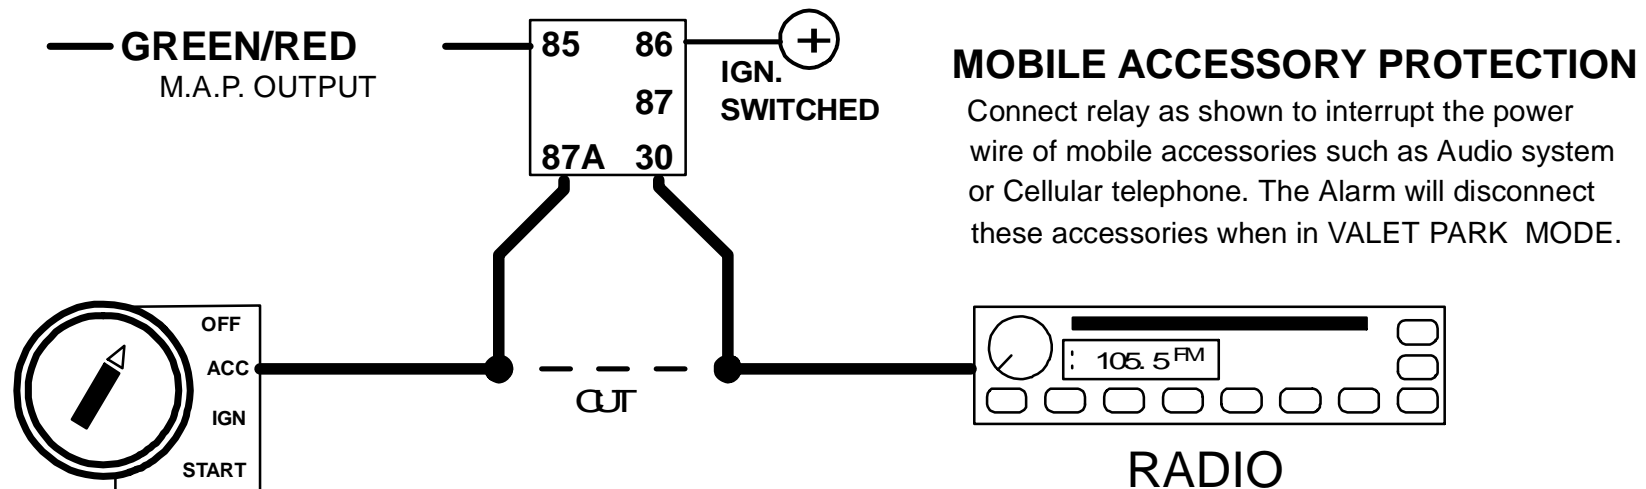 GREEN/RED
M.A.P. OUTPUT
85 86
87
87A 30
IGN.
SWITCHED
MOBILE ACCESSORY PROTECTION
Connect relay as shown to interrupt the power
wire of mobile accessories such as Audio system
or Cellular telephone. The Alarm will disconnect
these accessories when in VALET PARK MODE.
OFF
ACC
IGN
START
CUT
105.5 FM
RADIO